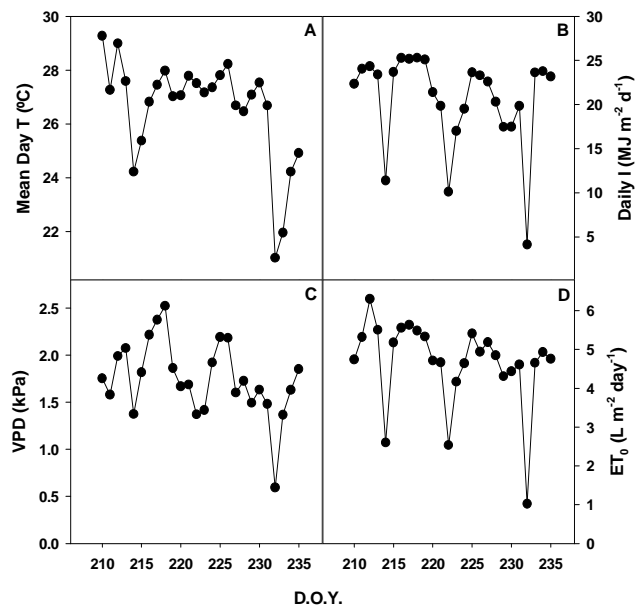 30
28
26
24
22
Mean Day T (ºC)
A
B
30
25
20
15
10
5
0
Daily I (MJ m-2 d-1)
2.5
2.0
1.5
1.0
0.5
0.0
VPD (kPa)
C
D
6
5
4
3
2
1
0
ET0 (L m-2 day-1)
210 215 220 225 230 235
210 215 220 225 230 235
D.O.Y.